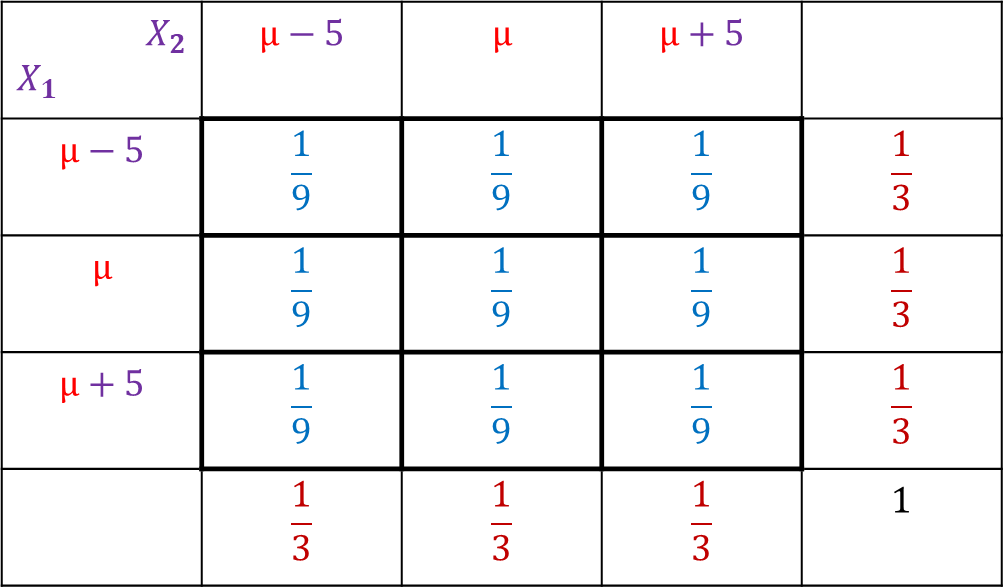 X₂ μ − 5 μ μ + 5
X₁
μ − 5 1/9 1/9 1/9 1/3
μ 1/9 1/9 1/9 1/3
μ + 5 1/9 1/9 1/9 1/3
1/3 1/3 1/3 1